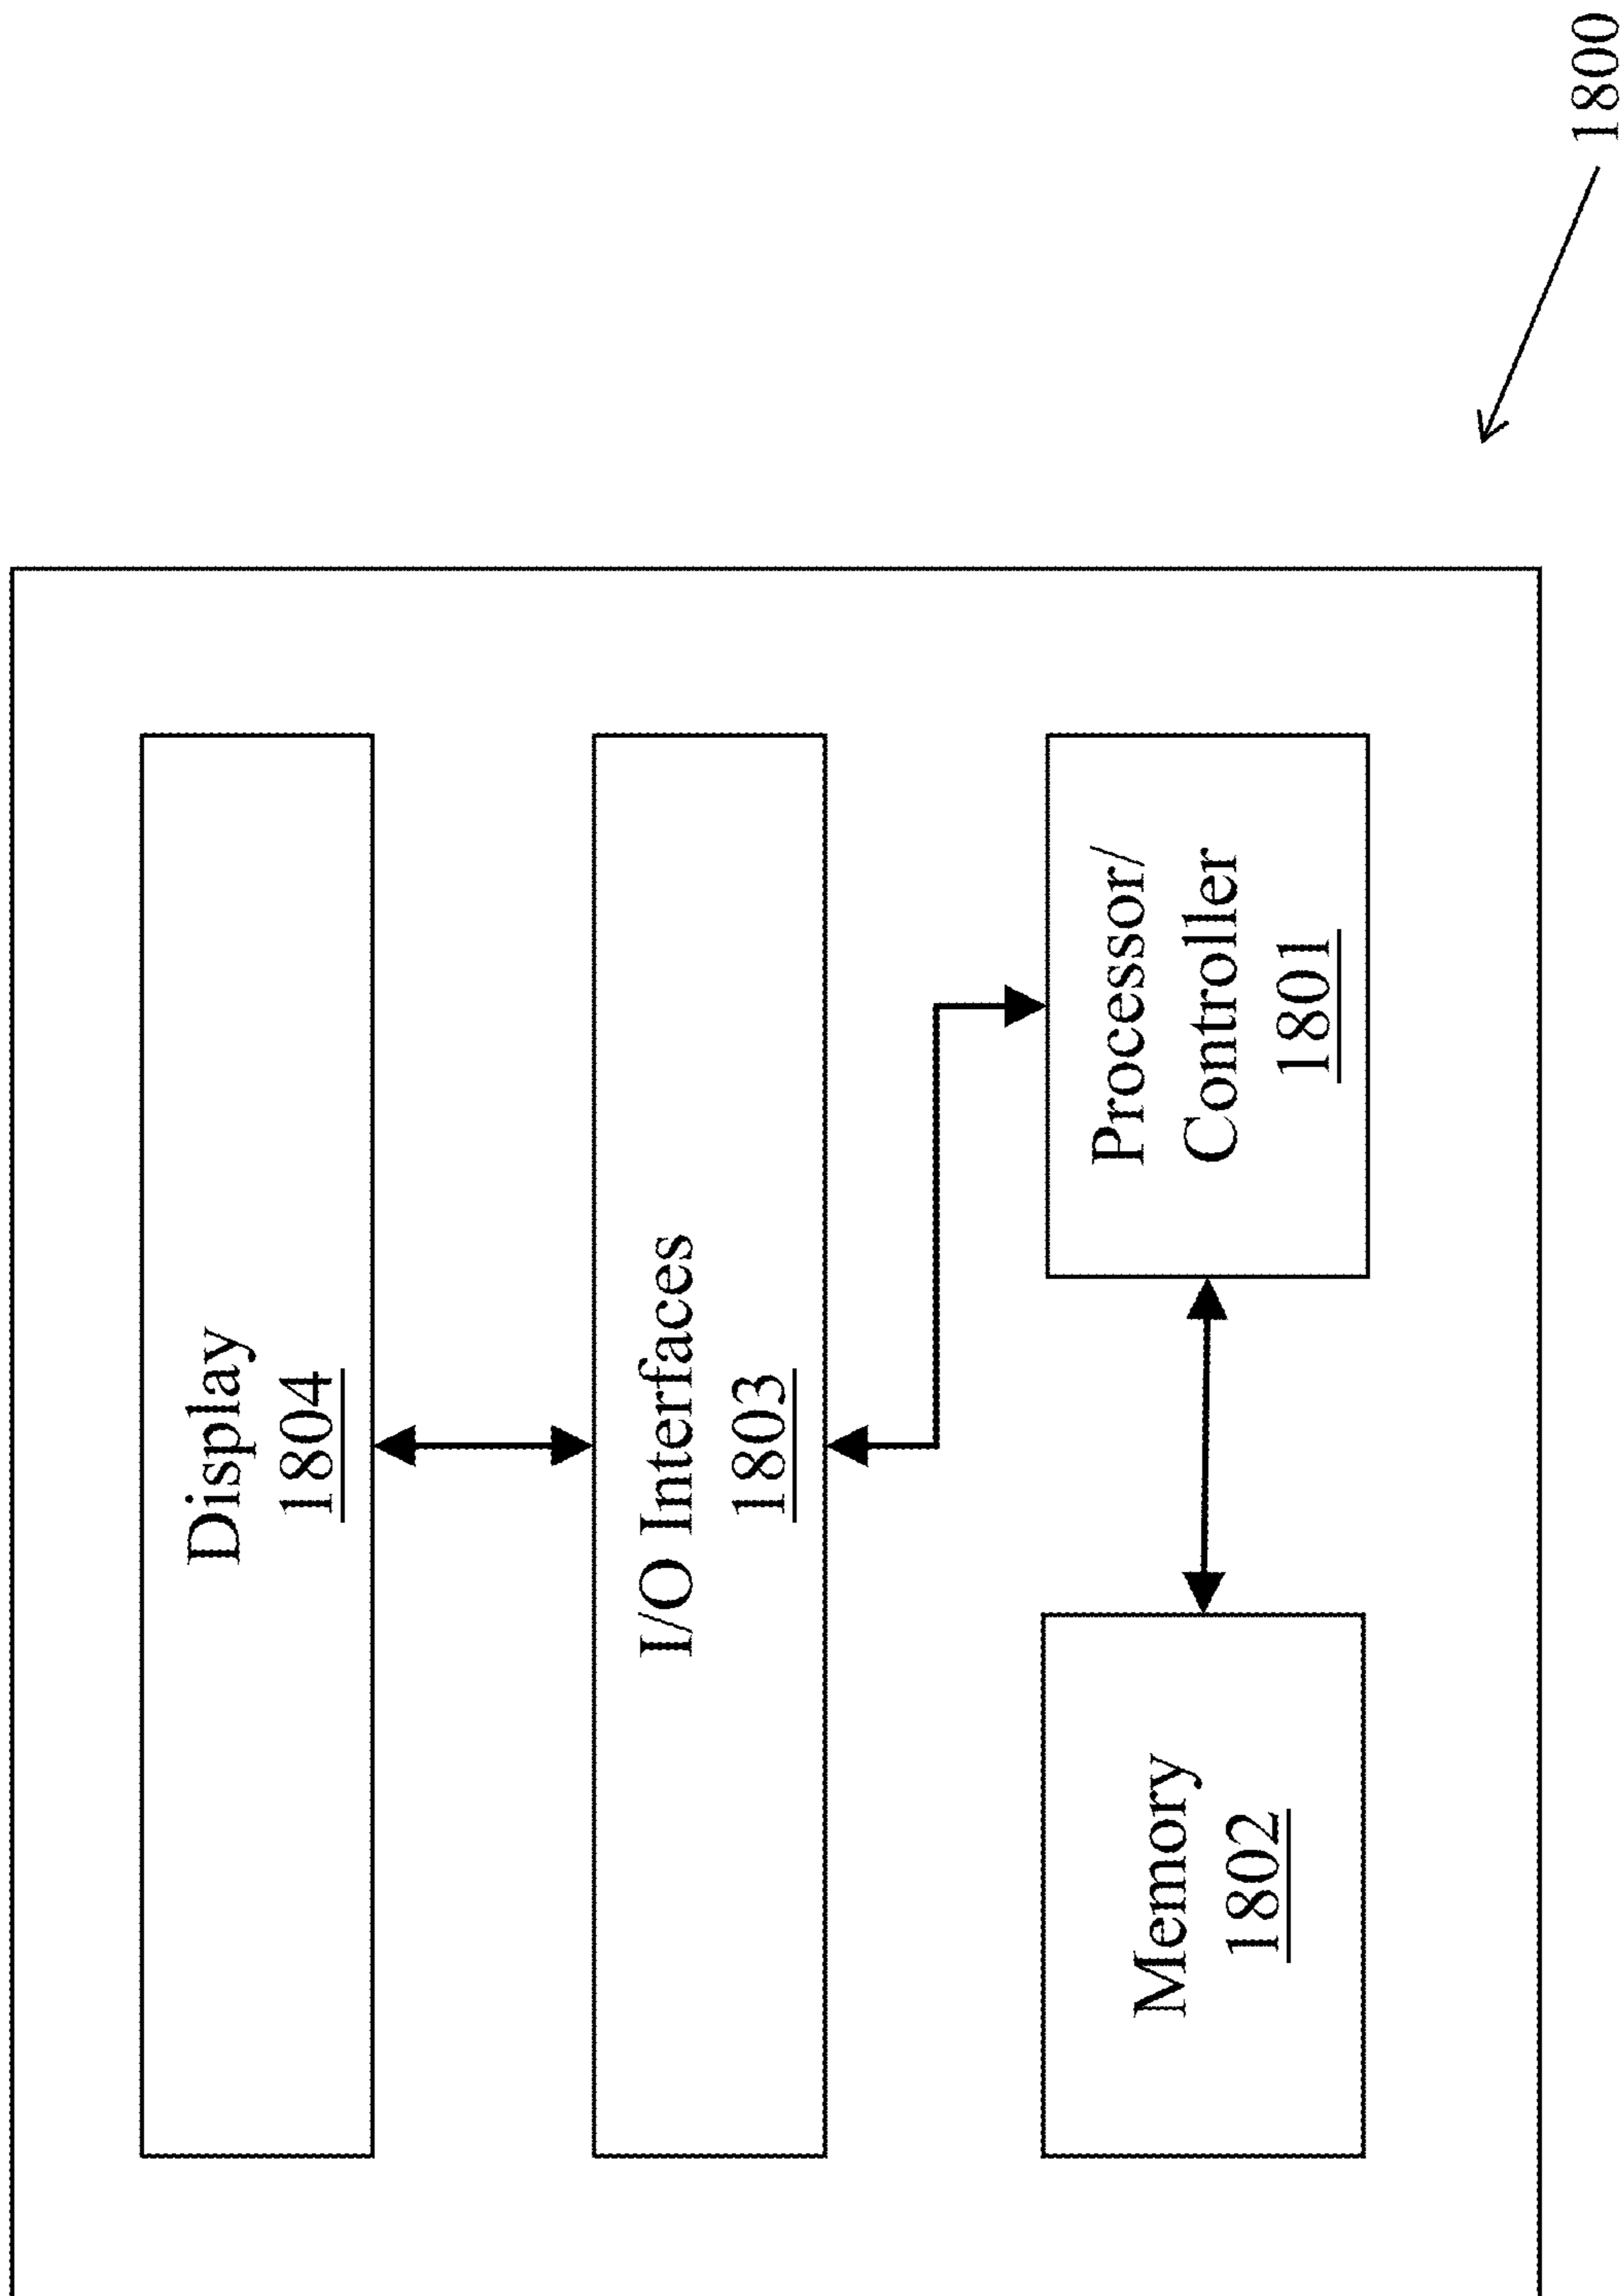 Display
1804
I/O Interfaces
1803
Memory
1802
Processor/
Controller
1801
1800